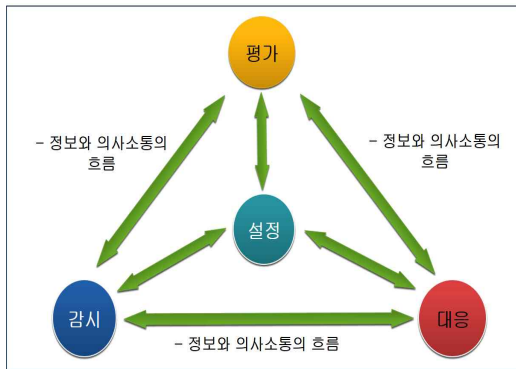 평가
- 정보와 의사소통의
흐름
- 정보와 의사소통의
흐름
설정
감시
대응
- 정보와 의사소통의 흐름